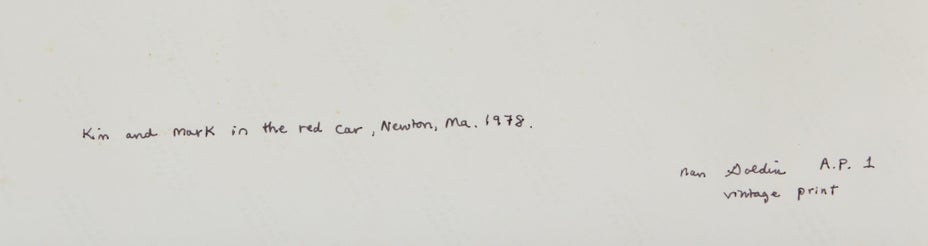 Kim and Mark in the red car, Newton, Ma. 1978.
nan Goldin A.P. 1
vintage print